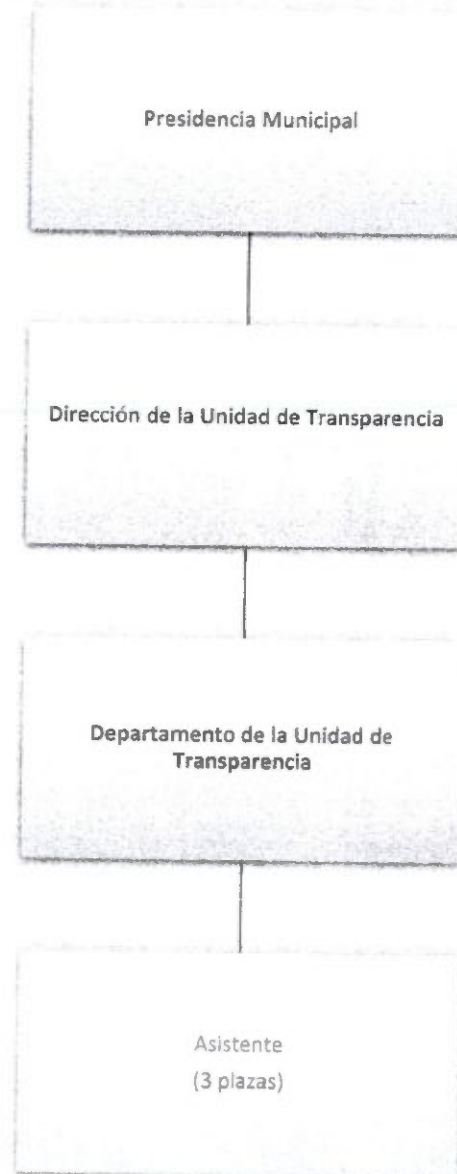 Presidencia Municipal
Dirección de la Unidad de Transparencia
Departamento de la Unidad de
Transparencia
Asistente
(3 plazas)